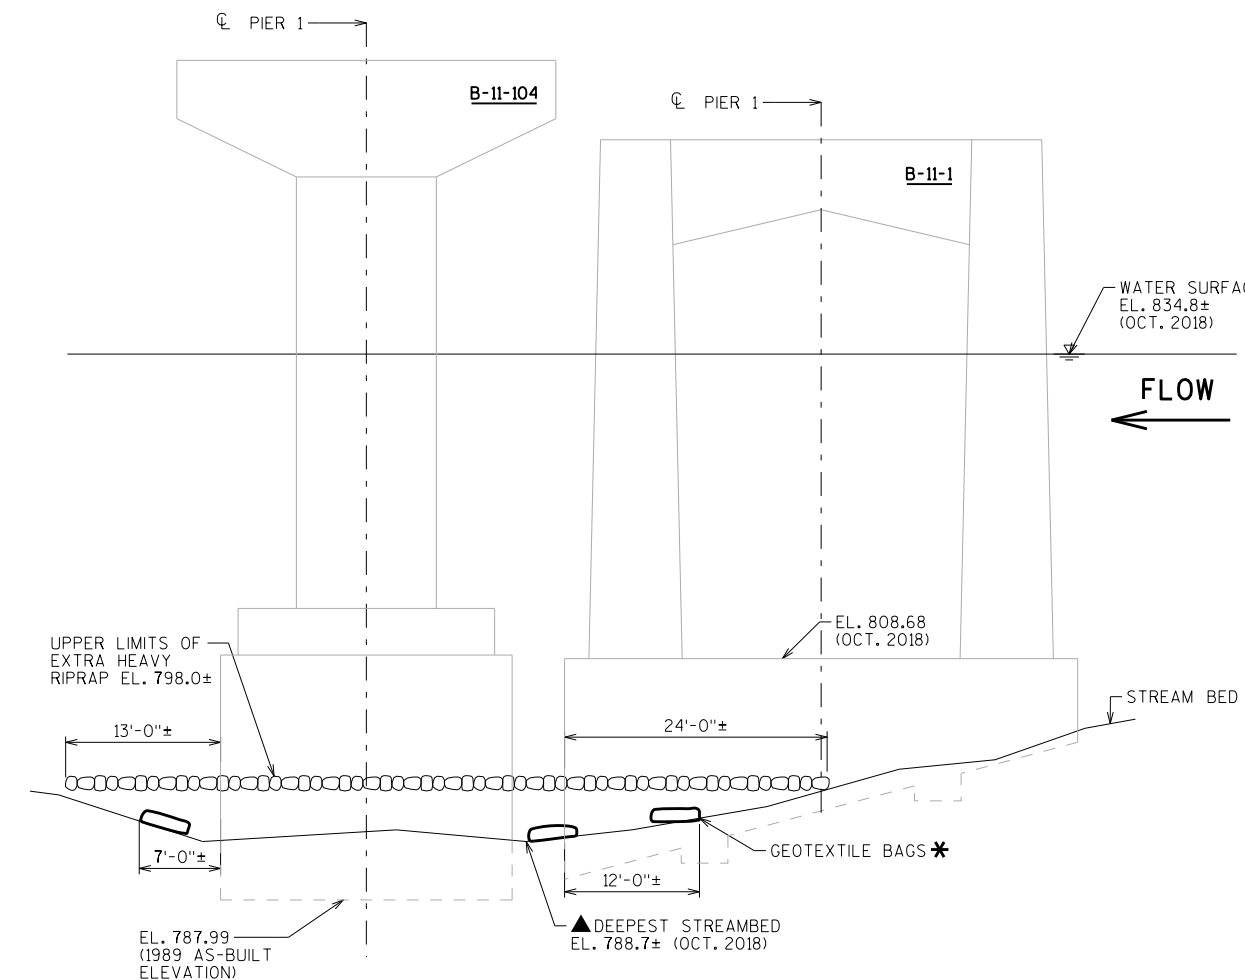 ℄ PIER 1
B-11-104
℄ PIER 1
B-11-1
WATER SURFA
EL. 834.8±
(OCT. 2018)
FLOW
EL. 808.68
(OCT. 2018)
UPPER LIMITS OF
EXTRA HEAVY
RIPRAP EL. 798.0±
STREAM BED
13'-0"±
24'-0"±
7'-0"±
GEOTEXTILE BAGS *
12'-0"±
▲ DEEPEST STREAMBED
EL. 788.7± (OCT. 2018)
EL. 787.99
(1989 AS-BUILT
ELEVATION)